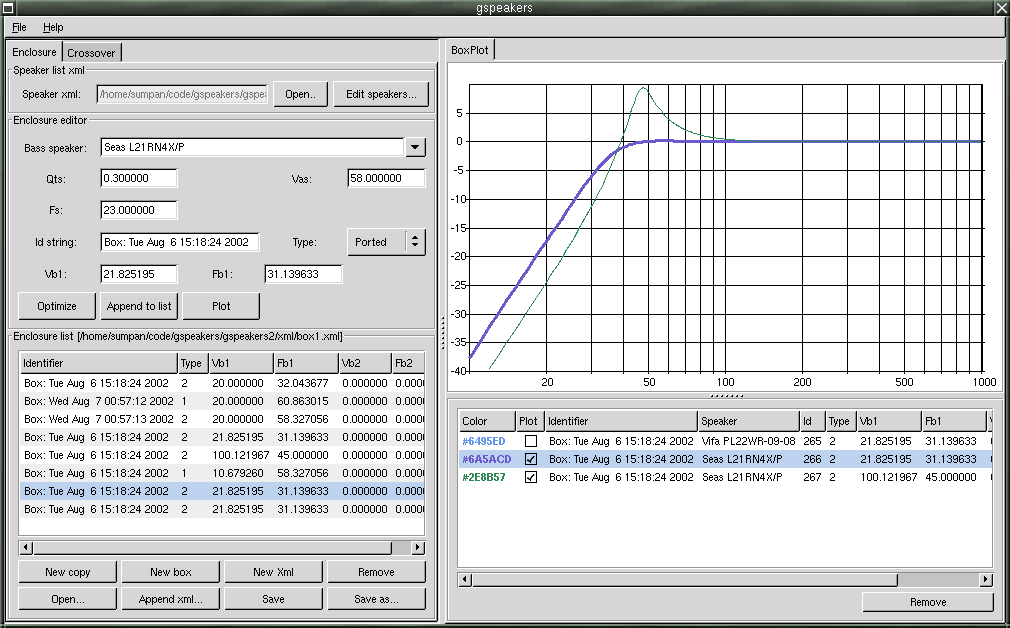 gspeakers
File Help
Enclosure Crossover
Speaker list xml
Speaker xml: /home/sumpan/code/gspeakers/gspea Open.. Edit speakers...
Enclosure editor
Bass speaker: Seas L21RN4X/P
Qts: 0.300000 Vas: 58.000000
Fs: 23.000000
Id string: Box: Tue Aug 6 15:18:24 2002 Type: Ported
Vb1: 21.825195 Fb1: 31.139633
Optimize Append to list Plot
Enclosure list [/home/sumpan/code/gspeakers/gspeakers2/xml/box1.xml]
Identifier Type Vb1 Fb1 Vb2 Fb2
Box: Tue Aug 6 15:18:24 2002 2 20.000000 32.043677 0.000000 0.000
Box: Wed Aug 7 00:57:12 2002 1 20.000000 60.863015 0.000000 0.000
Box: Wed Aug 7 00:57:13 2002 2 20.000000 58.327056 0.000000 0.000
Box: Tue Aug 6 15:18:24 2002 2 21.825195 31.139633 0.000000 0.000
Box: Tue Aug 6 15:18:24 2002 2 100.121967 45.000000 0.000000 0.000
Box: Tue Aug 6 15:18:24 2002 1 10.679260 58.327056 0.000000 0.000
Box: Tue Aug 6 15:18:24 2002 2 21.825195 31.139633 0.000000 0.000
Box: Tue Aug 6 15:18:24 2002 2 21.825195 31.139633 0.000000 0.000
New copy New box New Xml Remove
Open... Append xml... Save Save as...
BoxPlot
5
0
-5
-10
-15
-20
-25
-30
-35
-40
20 50 100 200 500 1000
Color Plot Identifier Speaker Id Type Vb1 Fb1
#6495ED Box: Tue Aug 6 15:18:24 2002 Vifa PL22WR-09-08 265 2 21.825195 31.139633
#6A5ACD Box: Tue Aug 6 15:18:24 2002 Seas L21RN4X/P 266 2 21.825195 31.139633
#2E8B57 Box: Tue Aug 6 15:18:24 2002 Seas L21RN4X/P 267 2 100.121967 45.000000
Remove